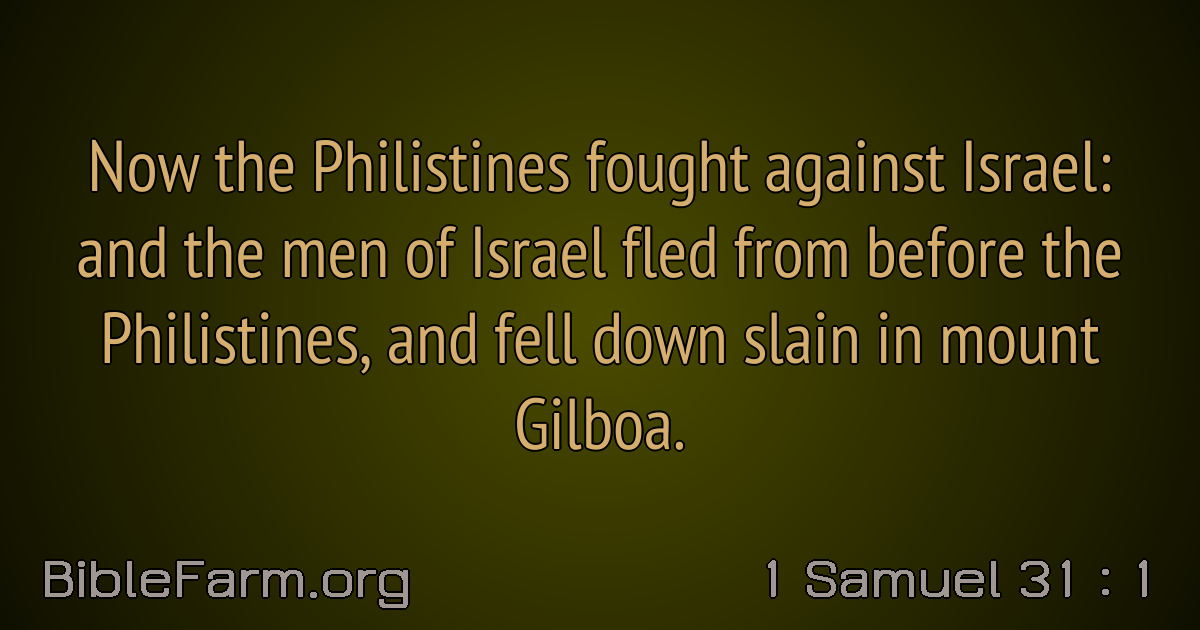 Now the Philistines fought against Israel:
and the men of Israel fled from before the
Philistines, and fell down slain in mount
Gilboa.
BibleFarm.org
1 Samuel 31 : 1